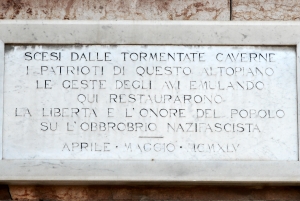 SCESI DALLE TORMENTATE CAVERNE
I PATRIOTI DI QUESTO ALTOPIANO
LE GESTE DEGLI AVI EMULANDO
QUI RESTAURARONO
LA LIBERTA E L'ONORE DEL POPOLO
SU L'OBBROBRIO NAZIFASCISTA
APRILE · MAGGIO · MCMXLV